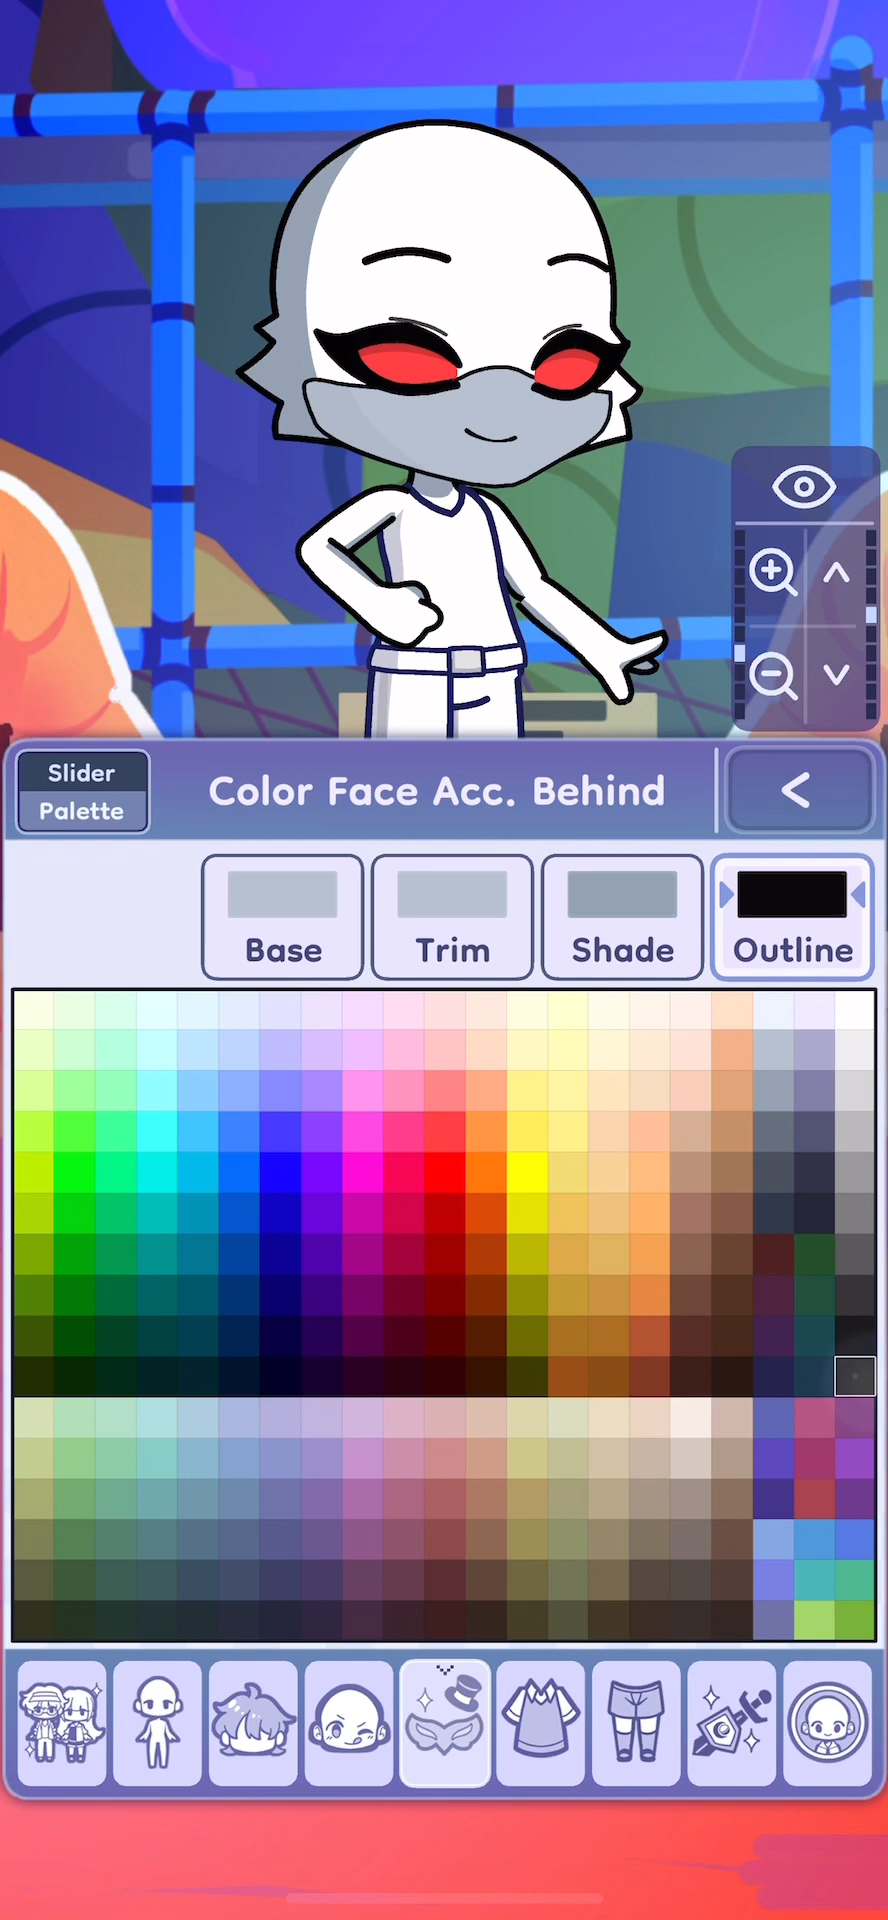 Slider
Palette
Color Face Acc. Behind
<
Base
Trim
Shade
Outline